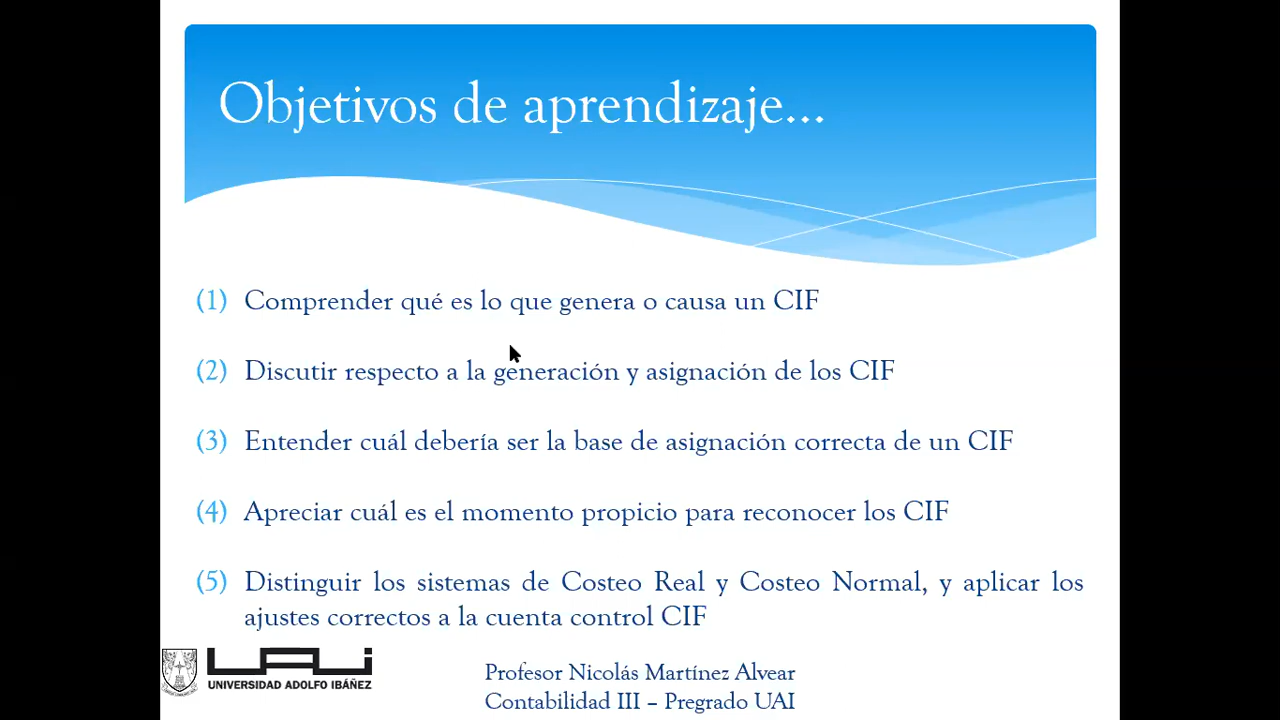 Objetivos de aprendizaje...
(1) Comprender qué es lo que genera o causa un CIF
(2) Discutir respecto a la generación y asignación de los CIF
(3) Entender cuál debería ser la base de asignación correcta de un CIF
(4) Apreciar cuál es el momento propicio para reconocer los CIF
(5) Distinguir los sistemas de Costeo Real y Costeo Normal, y aplicar los
ajustes correctos a la cuenta control CIF
UAI
UNIVERSIDAD ADOLFO IBÁÑEZ
Profesor Nicolás Martínez Alvear
Contabilidad III – Pregrado UAI